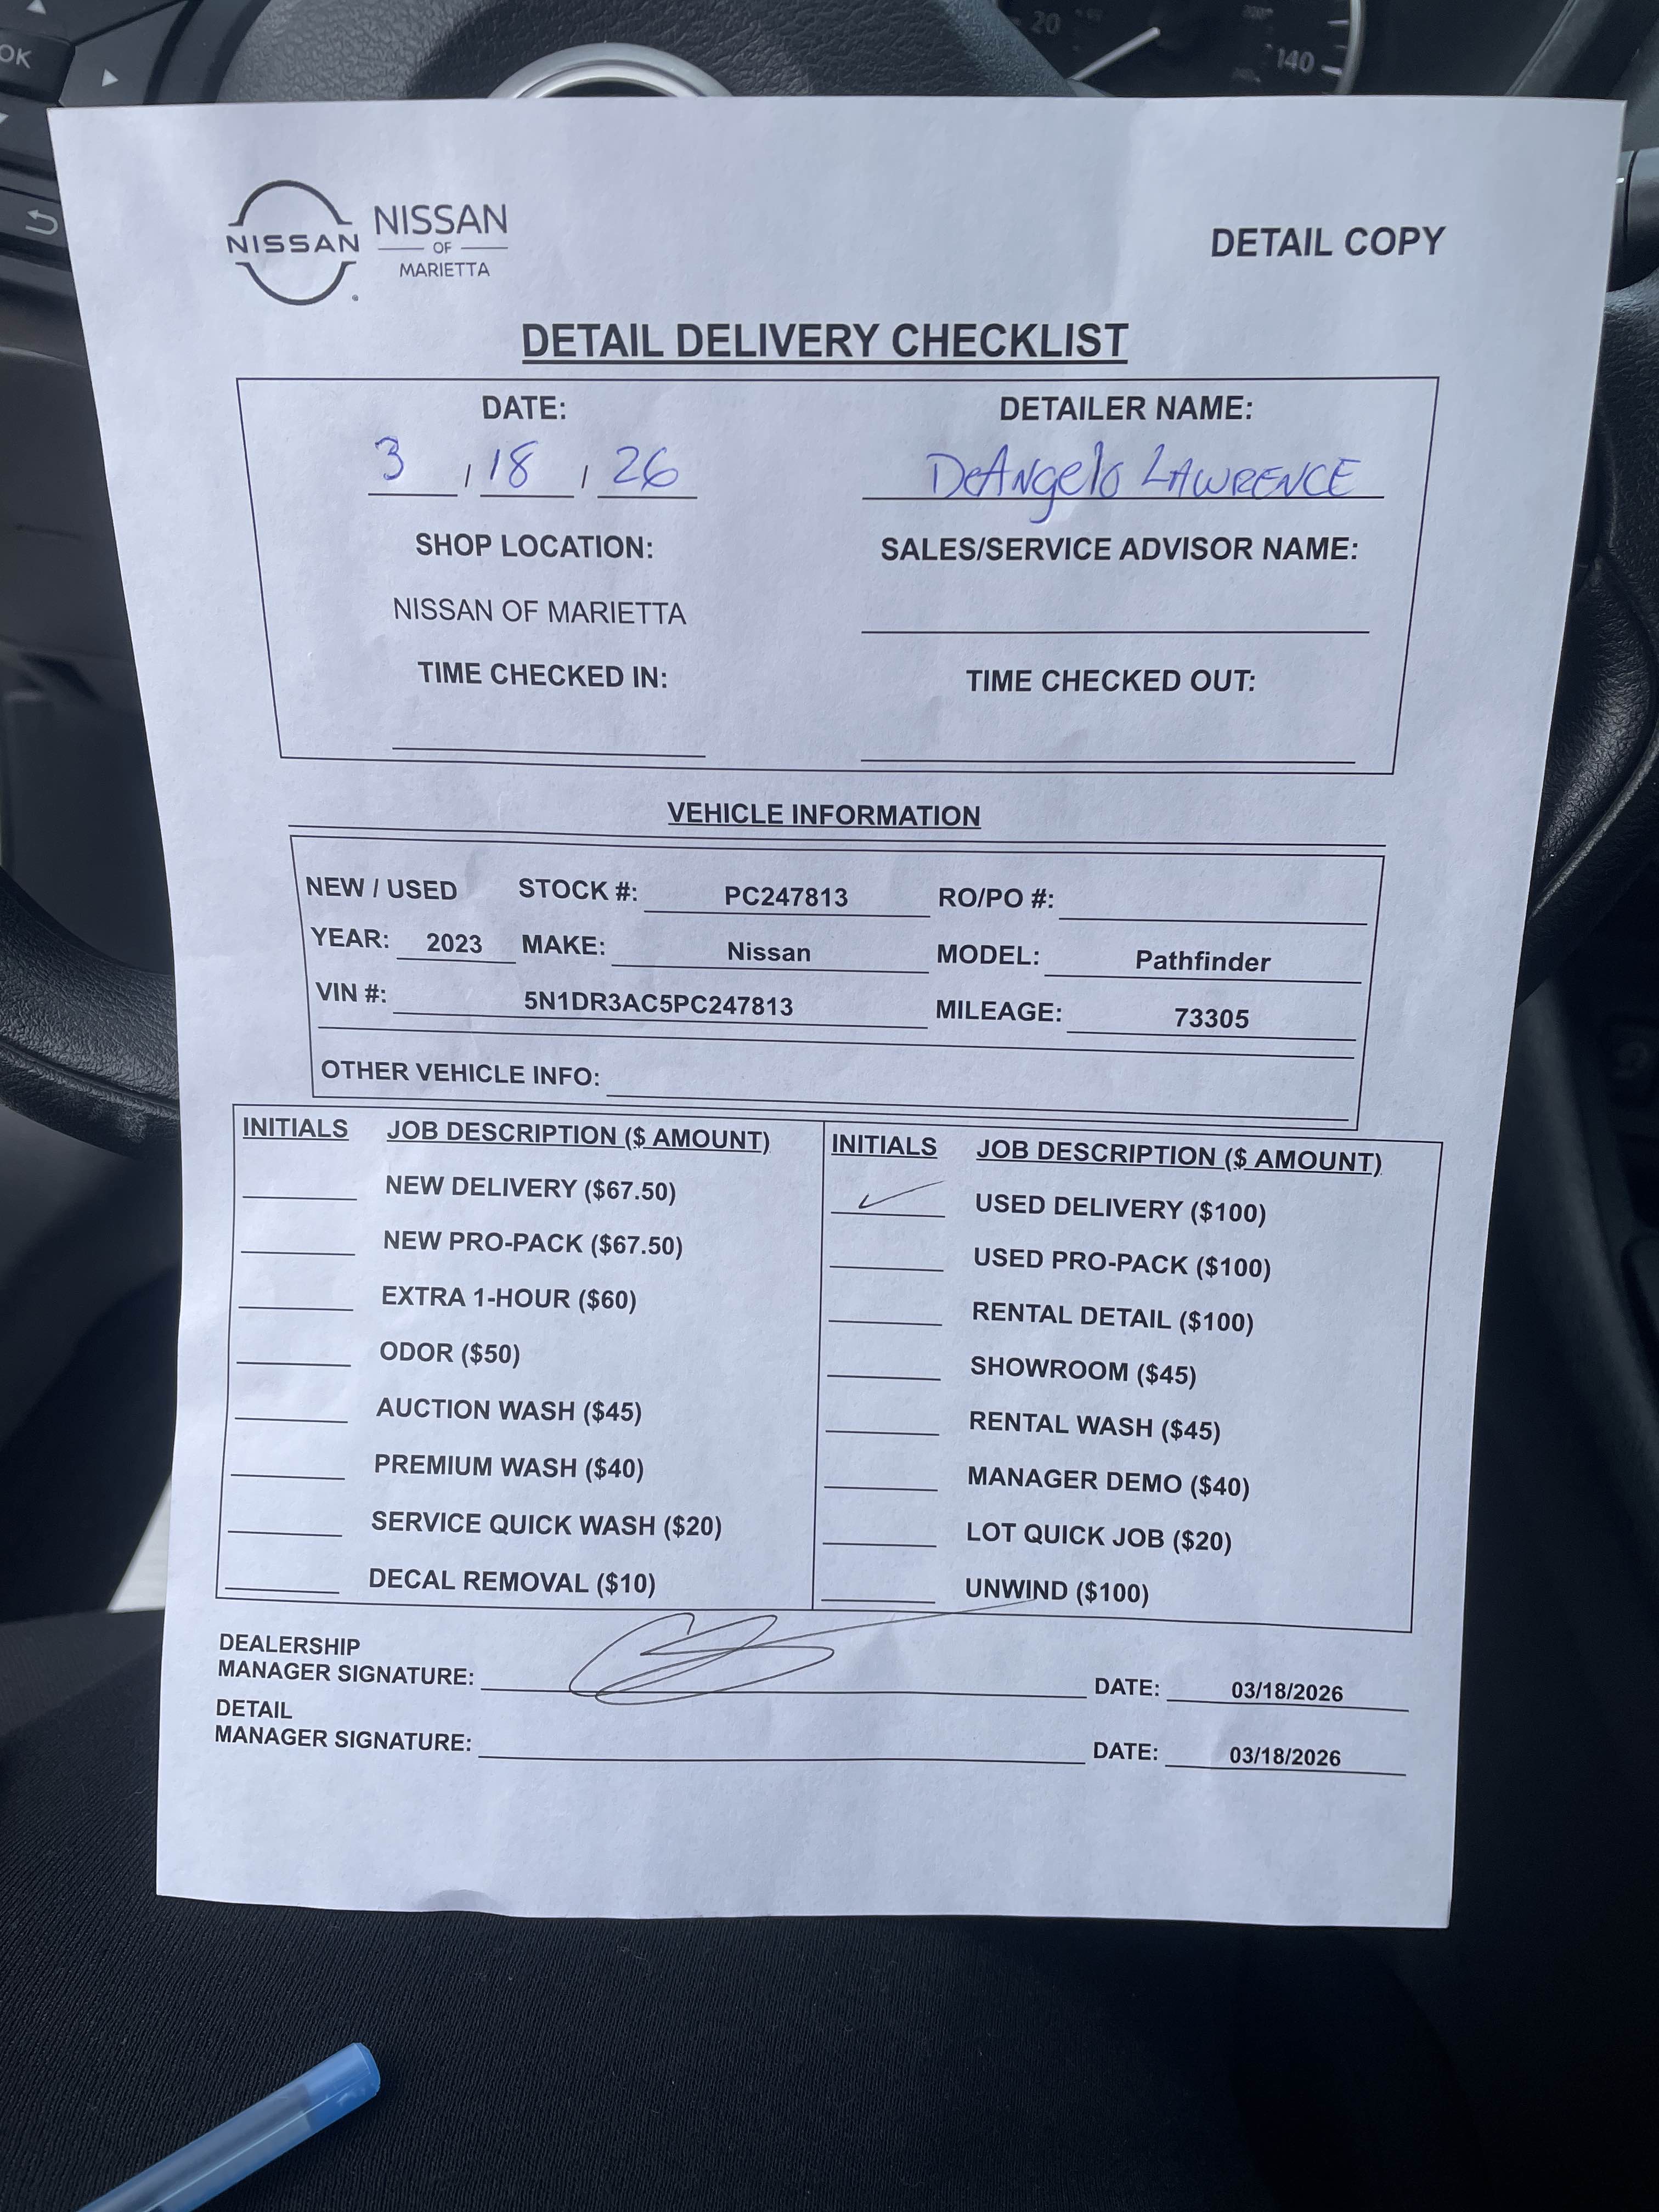 OK
20
140
NISSAN
NISSAN
OF
MARIETTA
DETAIL COPY
DETAIL DELIVERY CHECKLIST
DATE: DETAILER NAME:
3 / 18 / 26 DeAngelo LAWRENCE
SHOP LOCATION: SALES/SERVICE ADVISOR NAME:
NISSAN OF MARIETTA
TIME CHECKED IN: TIME CHECKED OUT:
VEHICLE INFORMATION
NEW / USED STOCK #: PC247813 RO/PO #:
YEAR: 2023 MAKE: Nissan MODEL: Pathfinder
VIN #: 5N1DR3AC5PC247813 MILEAGE: 73305
OTHER VEHICLE INFO:
INITIALS JOB DESCRIPTION ($ AMOUNT)
NEW DELIVERY ($67.50)
NEW PRO-PACK ($67.50)
EXTRA 1-HOUR ($60)
ODOR ($50)
AUCTION WASH ($45)
PREMIUM WASH ($40)
SERVICE QUICK WASH ($20)
DECAL REMOVAL ($10)
INITIALS JOB DESCRIPTION ($ AMOUNT)
✓ USED DELIVERY ($100)
USED PRO-PACK ($100)
RENTAL DETAIL ($100)
SHOWROOM ($45)
RENTAL WASH ($45)
MANAGER DEMO ($40)
LOT QUICK JOB ($20)
UNWIND ($100)
DEALERSHIP
MANAGER SIGNATURE: DATE: 03/18/2026
DETAIL
MANAGER SIGNATURE: DATE: 03/18/2026